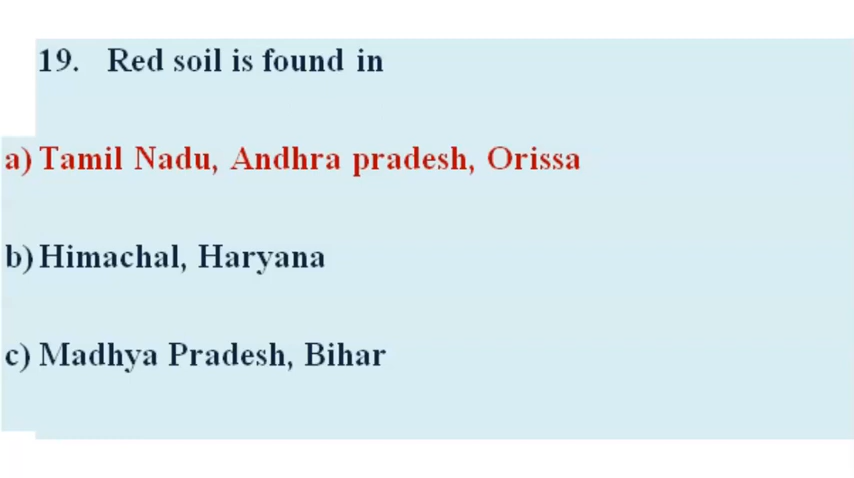 19. Red soil is found in
a) Tamil Nadu, Andhra pradesh, Orissa
b) Himachal, Haryana
c) Madhya Pradesh, Bihar